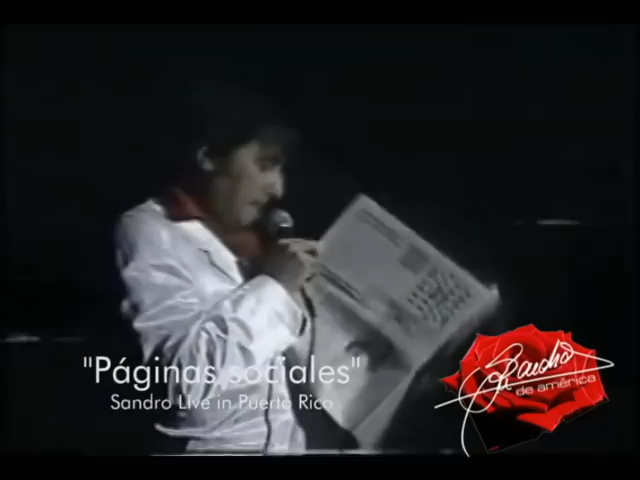 "Páginas sociales"
Sandro Live in Puerto Rico
Sandro
de américa